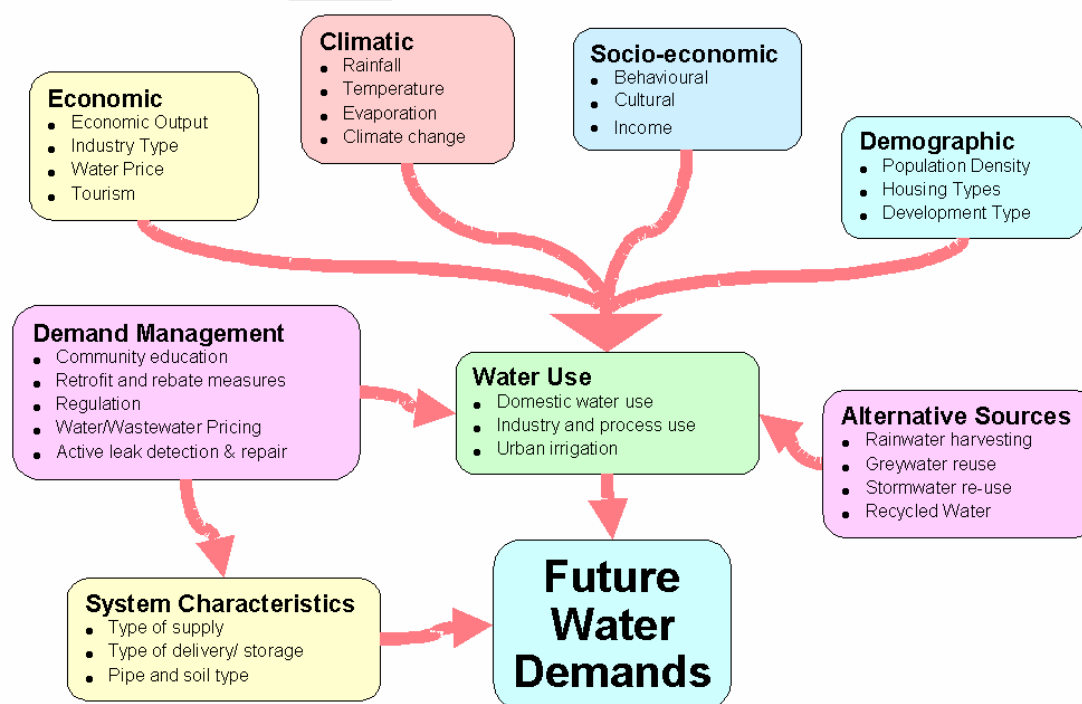 Economic
Economic Output
Industry Type
Water Price
Tourism
Climatic
Rainfall
Temperature
Evaporation
Climate change
Socio-economic
Behavioural
Cultural
Income
Demographic
Population Density
Housing Types
Development Type
Demand Management
Community education
Retrofit and rebate measures
Regulation
Water/Wastewater Pricing
Active leak detection & repair
Water Use
Domestic water use
Industry and process use
Urban irrigation
Alternative Sources
Rainwater harvesting
Greywater reuse
Stormwater re-use
Recycled Water
System Characteristics
Type of supply
Type of delivery/ storage
Pipe and soil type
Future
Water
Demands